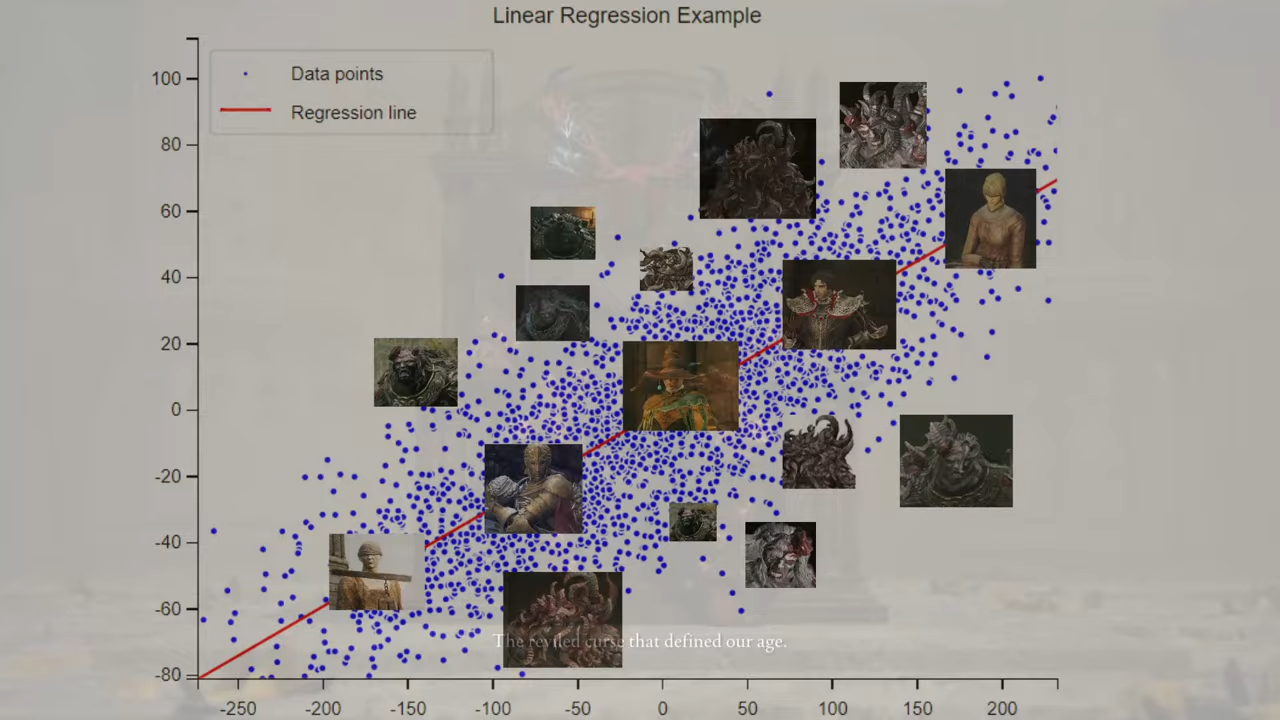 Linear Regression Example
Data points
Regression line
100
80
60
40
20
0
-20
-40
-60
-80
-250 -200 -150 -100 -50 0 50 100 150 200
The reviled curse that defined our age.